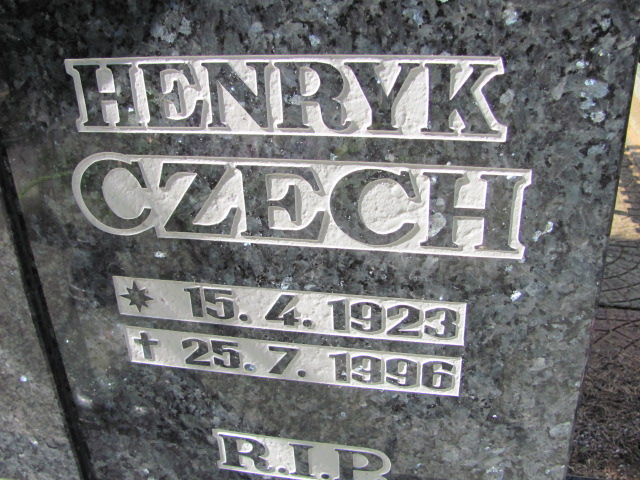 HENRYK
CZECH
* 15. 4. 1923
† 25. 7. 1996
R.I.P